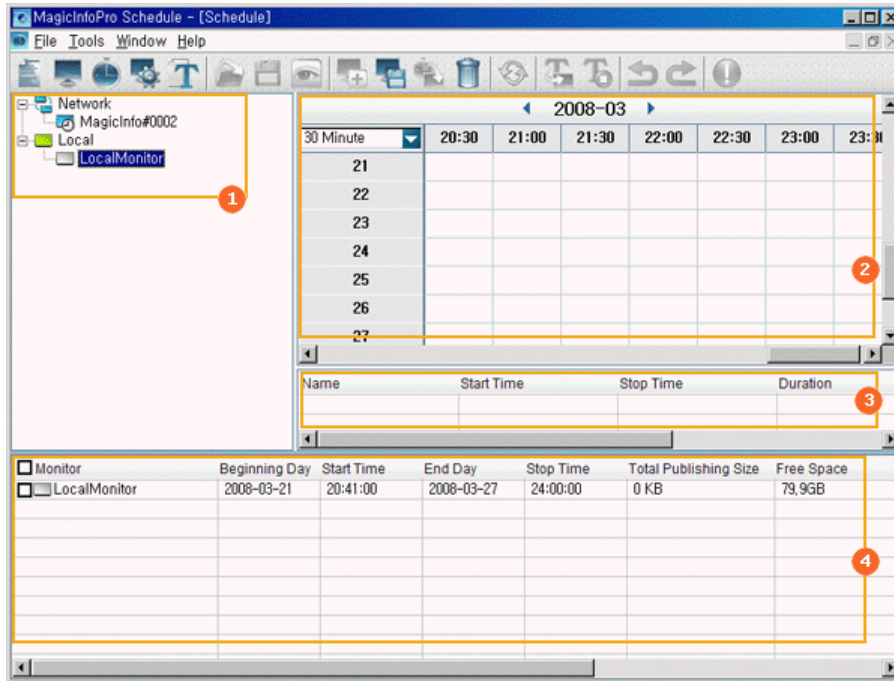 MagicInfoPro Schedule - [Schedule]
File Tools Window Help
Network
MagicInfo#0002
Local
LocalMonitor
1
2008-03
30 Minute 20:30 21:00 21:30 22:00 22:30 23:00
21
22
23
24
25
26
27
2
Name Start Time Stop Time Duration
3
Monitor Beginning Day Start Time End Day Stop Time Total Publishing Size Free Space
LocalMonitor 2008-03-21 20:41:00 2008-03-27 24:00:00 0 KB 79,9GB
4